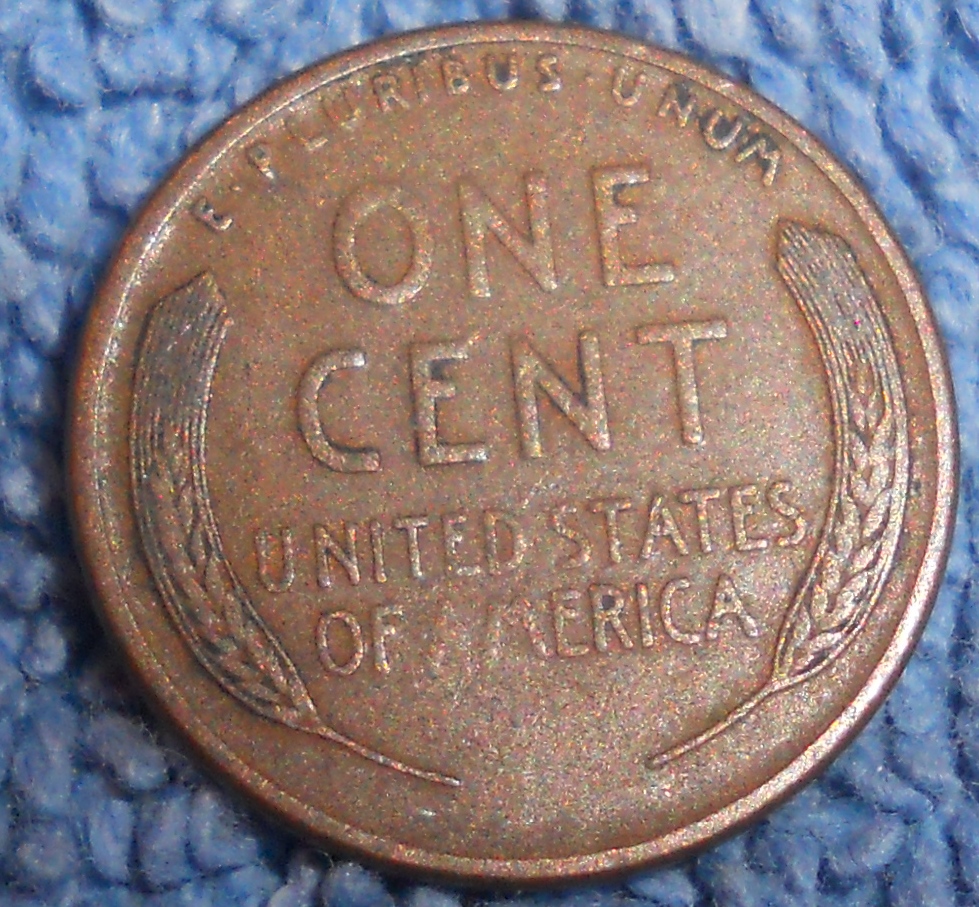 E·PLURIBUS·UNUM
ONE
CENT
UNITED STATES
OF AMERICA